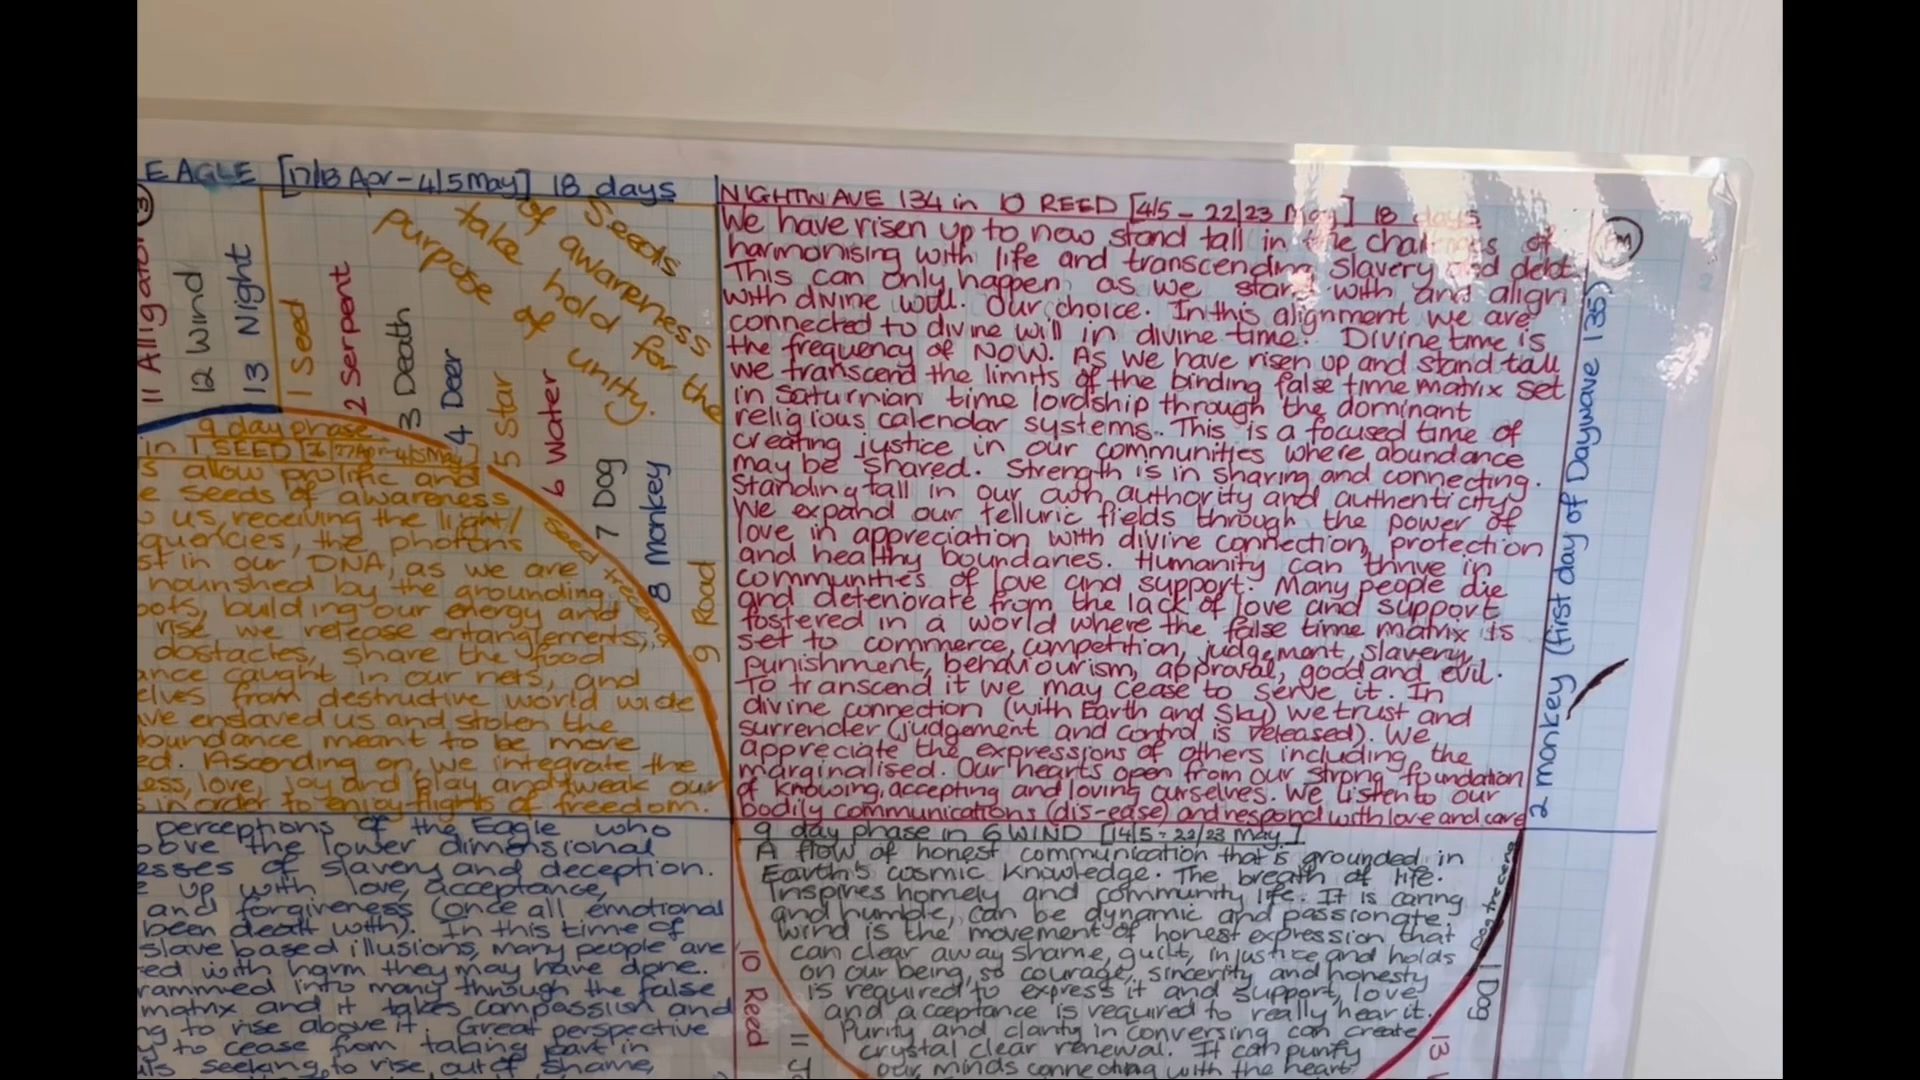 EAGLE [17/18 Apr - 4/5 May] 18 days
11 Alligator
12 Wind
13 Night
1 Seed
2 Serpent
3 Death
4 Deer
5 Star
6 Water
7 Dog
8 Monkey
9 Road
Seeds
of awareness
take hold for the
purpose of unity.
9 day phase
in 1 SEED [26/27 Apr-4/5 May]
allow prolific and
seeds of awareness
us, receiving the light/
the photons
in our DNA, as we are
nourished by the grounding
building our energy and
rise we release entanglements,
obstacles, share the food
caught in our nets, and
from destructive world wide
enslaved us and stolen the
meant to be more
Ascending on, we integrate the
love, joy and play and tweak our
in order to enjoy flights of freedom.
perceptions of the Eagle who
the lower dimensional
of slavery and deception.
up with love, acceptance,
and forgiveness (once all emotional
been dealt with). In this time of
slave based illusions, many people are
with harm they may have done.
into many through the false
matrix and it takes compassion and
to rise above it. Great perspective
to cease from taking part in
seeking to rise out of shame,
NIGHTWAVE 134 in 10 REED [4/5 - 22/23 May] 18 days
We have risen up to now stand tall in the challenges of
harmonising with life and transcending slavery and debt.
This can only happen as we stand with and align
with divine will. Our choice. In this alignment we are
connected to divine will in divine time. Divine time is
the frequency of NOW. As we have risen up and stand tall
we transcend the limits of the binding false time matrix set
in Saturnian time lordship through the dominant
religious calendar systems. This is a focused time of
creating justice in our communities where abundance
may be shared. Strength is in sharing and connecting.
Standing tall in our own authority and authenticity
We expand our telluric fields through the power of
love in appreciation with divine connection, protection
and healthy boundaries. Humanity can thrive in
communities of love and support. Many people die
and deteriorate from the lack of love and support
fostered in a world where the false time matrix is
set to commerce, competition, judgement, slavery,
punishment, behaviourism, approval, good and evil.
To transcend it we may cease to serve it. In
divine connection (with Earth and Sky) we trust and
surrender (judgement and control is released). We
appreciate the expressions of others including the
marginalised. Our hearts open from our strong foundation
of knowing, accepting and loving ourselves. We listen to our
bodily communications (dis-ease) and respond with love and care
9 day phase in 6 WIND [14/5 - 22/23 May]
A flow of honest communication that is grounded in
Earth's cosmic knowledge. The breath of life.
Inspires homely and community life. It is caring
and humble, can be dynamic and passionate.
Wind is the movement of honest expression that
can clear away shame, guilt, injustice and holds
on our being, so courage, sincerity and honesty
is required to express it and support, love
and acceptance is required to really hear it.
Purity and clarity in conversing can create
crystal clear renewal. It can purify
our minds connecting with the heart
10 Reed
1 Dog
13
2 monkey (first day of Daywave 135)